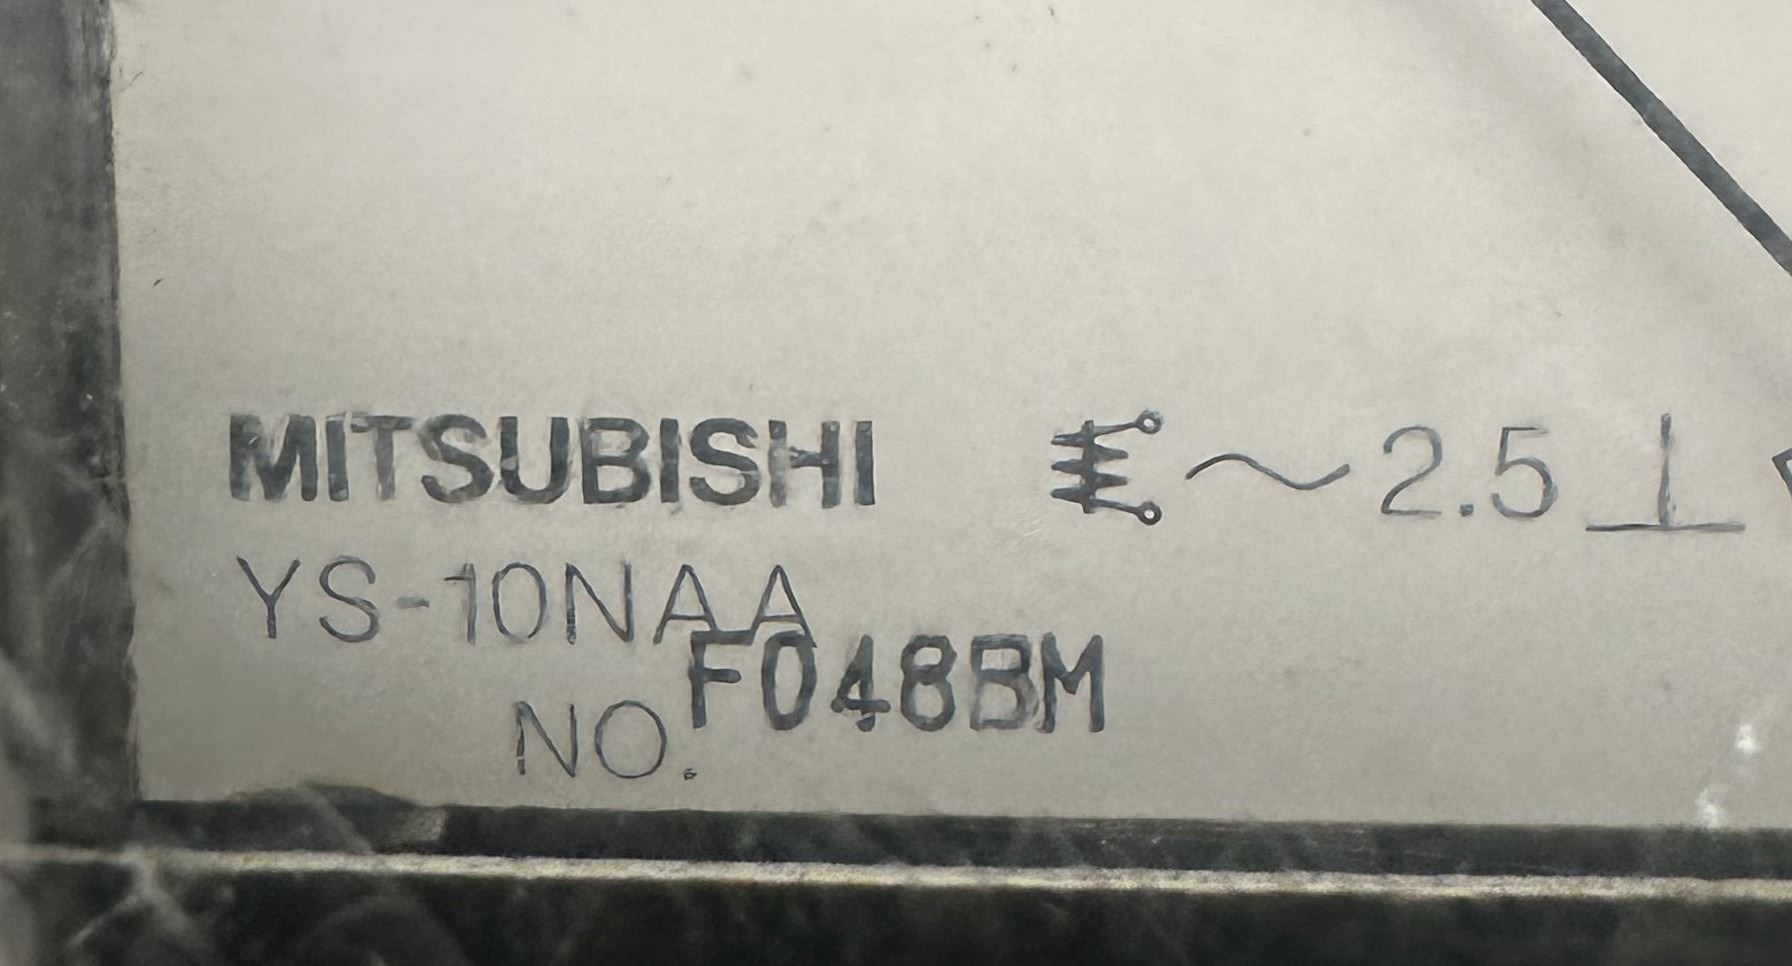 MITSUBISHI ~ 2.5 ⊥
YS-10NAA
NO. F048BM